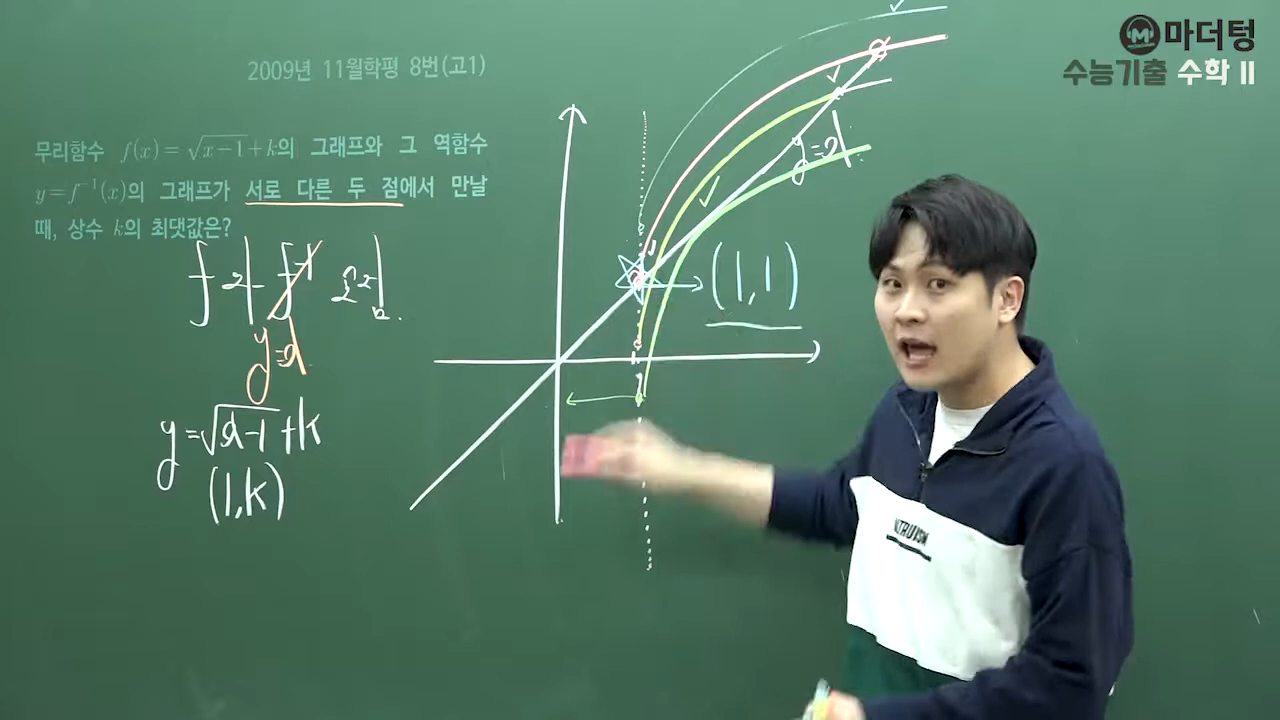 마더텅
수능기출 수학 II
2009년 11월학평 8번(고1)
무리함수 f(x)=√(x-1)+k의 그래프와 그 역함수
y=f⁻¹(x)의 그래프가 서로 다른 두 점에서 만날
때, 상수 k의 최댓값은?
y=x
(1,1)
y=x
y=√(x-1)+k
(1,k)
1